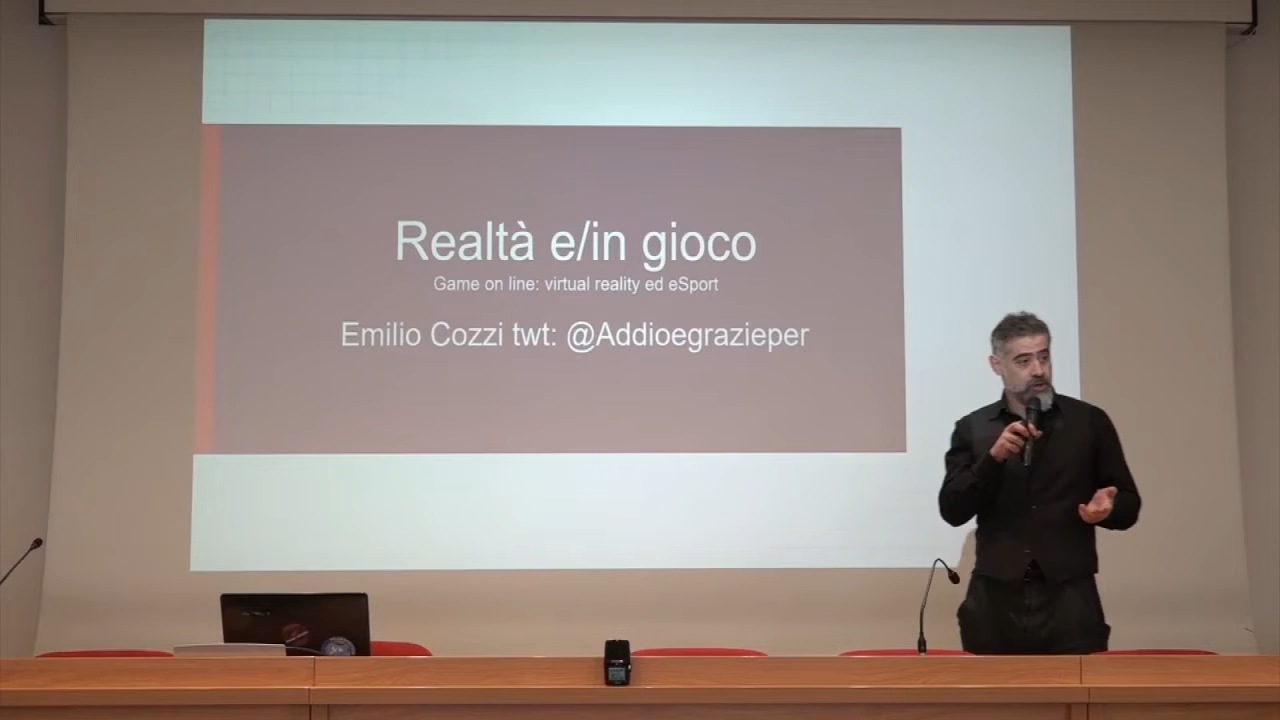 Realtà e/in gioco
Game on line: virtual reality ed eSport
Emilio Cozzi twt: @Addioegrazieper